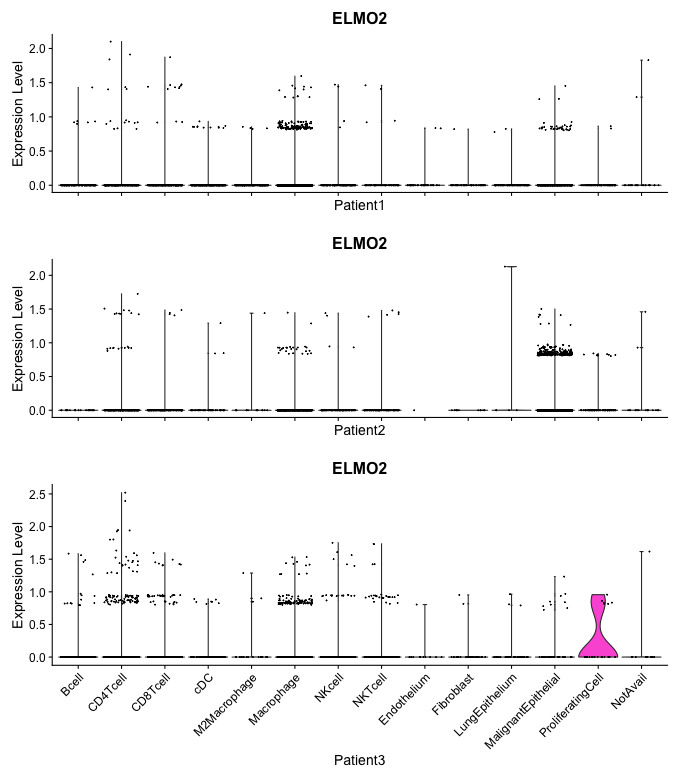 ELMO2
Expression Level
2.0
1.5
1.0
0.5
0.0
Patient1
ELMO2
Expression Level
2.0
1.5
1.0
0.5
0.0
Patient2
ELMO2
Expression Level
2.5
2.0
1.5
1.0
0.5
0.0
Bcell
CD4Tcell
CD8Tcell
cDC
M2Macrophage
Macrophage
NKcell
NKTcell
Endothelium
Fibroblast
LungEpithelium
MalignantEpithelial
ProliferatingCell
NotAvail
Patient3